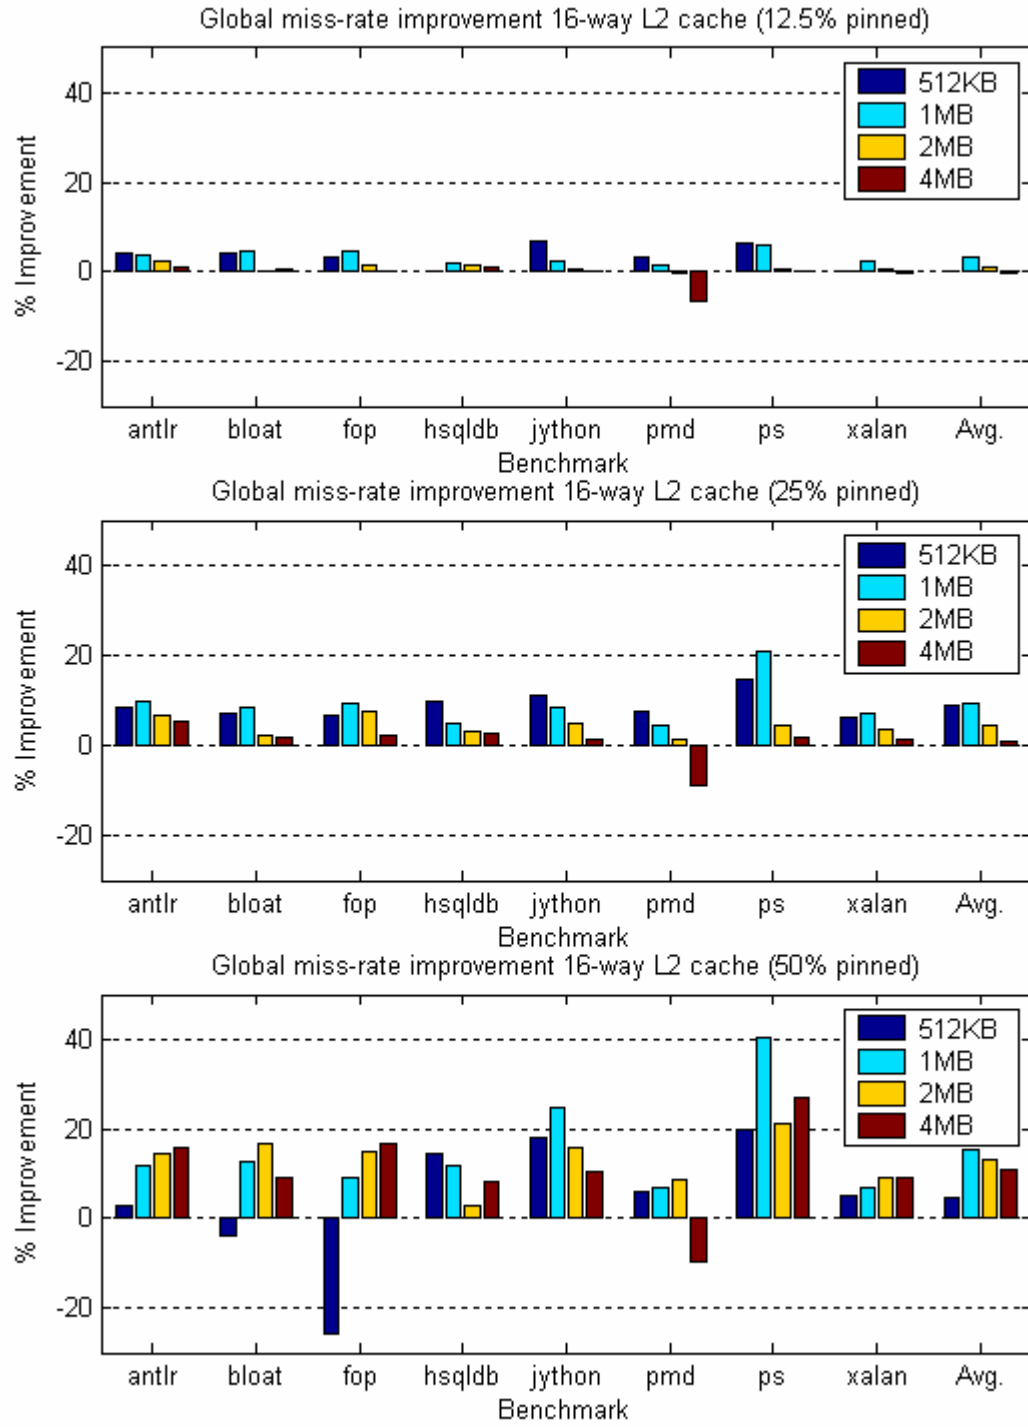 Global miss-rate improvement 16-way L2 cache (12.5% pinned)
512KB
1MB
2MB
4MB
40
20
0
-20
% Improvement
antlr bloat fop hsqldb jython pmd ps xalan Avg.
Benchmark
Global miss-rate improvement 16-way L2 cache (25% pinned)
512KB
1MB
2MB
4MB
40
20
0
-20
% Improvement
antlr bloat fop hsqldb jython pmd ps xalan Avg.
Benchmark
Global miss-rate improvement 16-way L2 cache (50% pinned)
512KB
1MB
2MB
4MB
40
20
0
-20
% Improvement
antlr bloat fop hsqldb jython pmd ps xalan Avg.
Benchmark